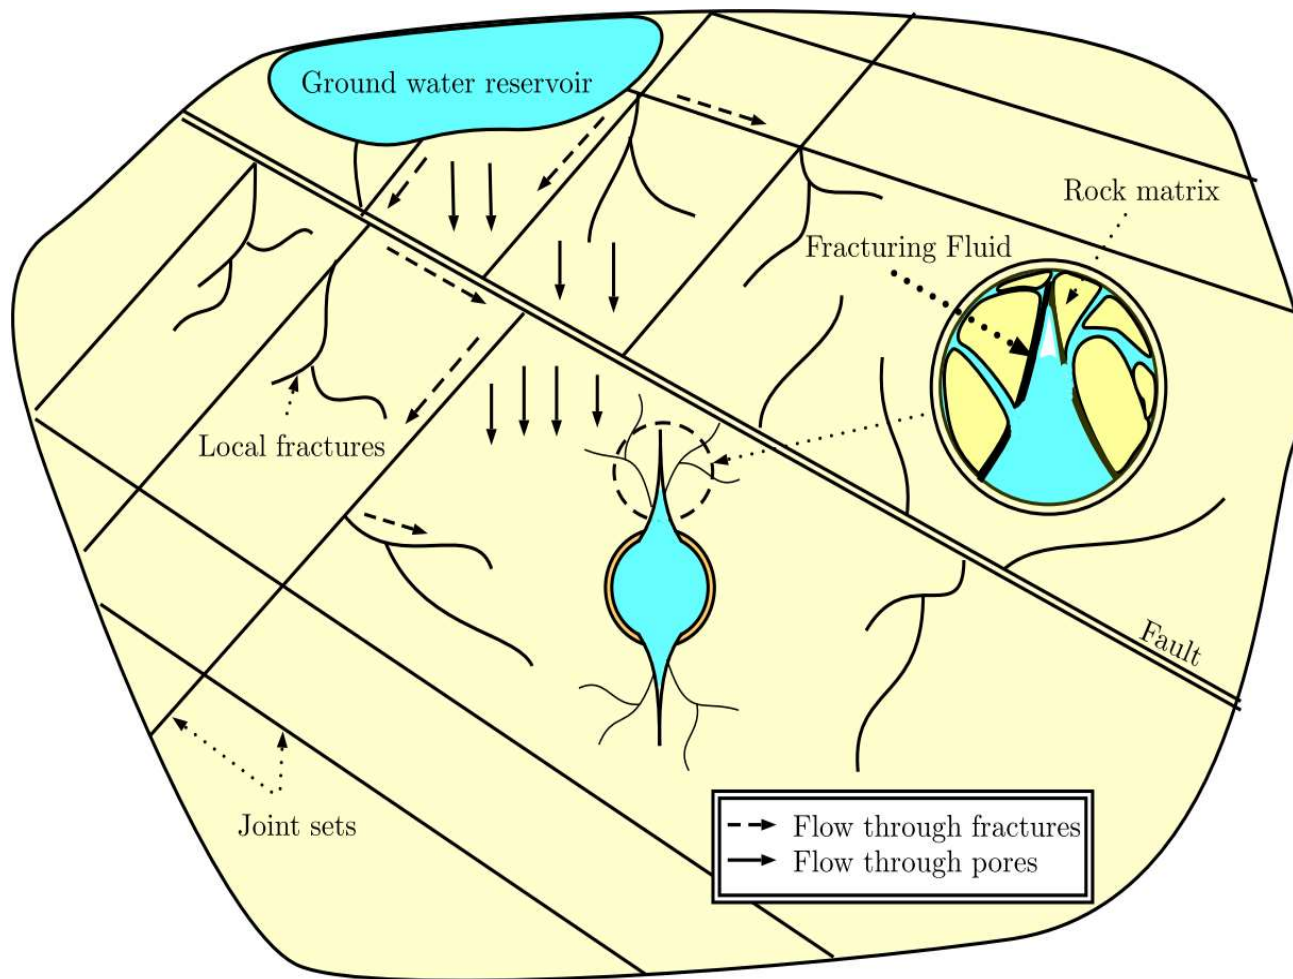 Ground water reservoir
Rock matrix
Fracturing Fluid
Local fractures
Fault
Joint sets
Flow through fractures
Flow through pores